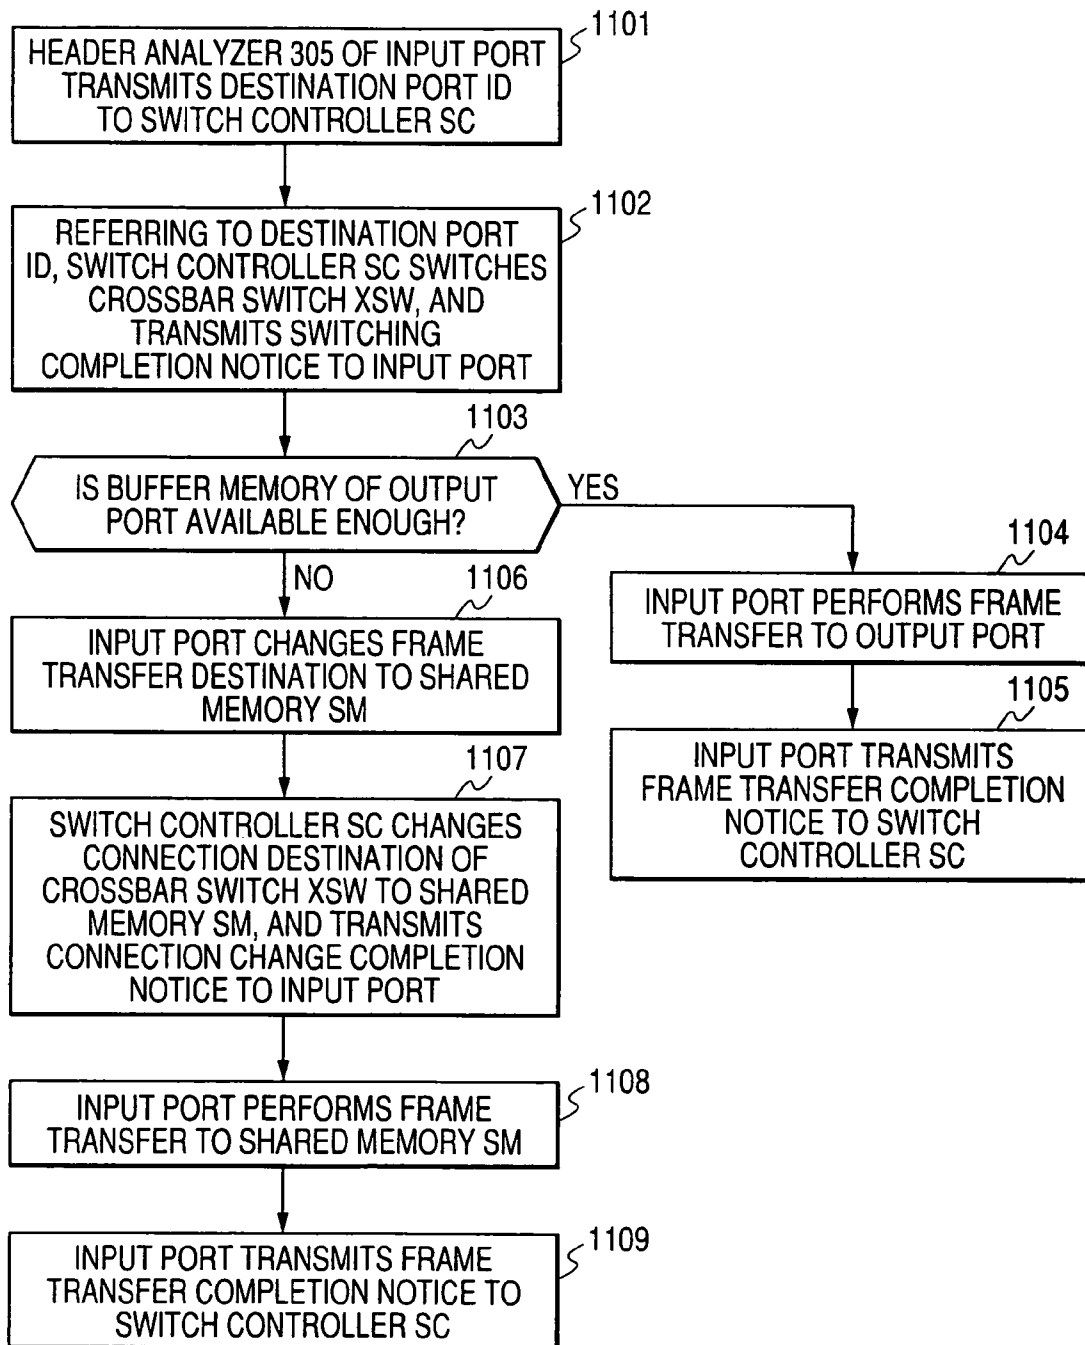 1101
HEADER ANALYZER 305 OF INPUT PORT
TRANSMITS DESTINATION PORT ID
TO SWITCH CONTROLLER SC
1102
REFERRING TO DESTINATION PORT
ID, SWITCH CONTROLLER SC SWITCHES
CROSSBAR SWITCH XSW, AND
TRANSMITS SWITCHING
COMPLETION NOTICE TO INPUT PORT
1103
IS BUFFER MEMORY OF OUTPUT
PORT AVAILABLE ENOUGH?
YES
NO
1104
INPUT PORT PERFORMS FRAME
TRANSFER TO OUTPUT PORT
1105
INPUT PORT TRANSMITS
FRAME TRANSFER COMPLETION
NOTICE TO SWITCH
CONTROLLER SC
1106
INPUT PORT CHANGES FRAME
TRANSFER DESTINATION TO SHARED
MEMORY SM
1107
SWITCH CONTROLLER SC CHANGES
CONNECTION DESTINATION OF
CROSSBAR SWITCH XSW TO SHARED
MEMORY SM, AND TRANSMITS
CONNECTION CHANGE COMPLETION
NOTICE TO INPUT PORT
1108
INPUT PORT PERFORMS FRAME
TRANSFER TO SHARED MEMORY SM
1109
INPUT PORT TRANSMITS FRAME
TRANSFER COMPLETION NOTICE TO
SWITCH CONTROLLER SC